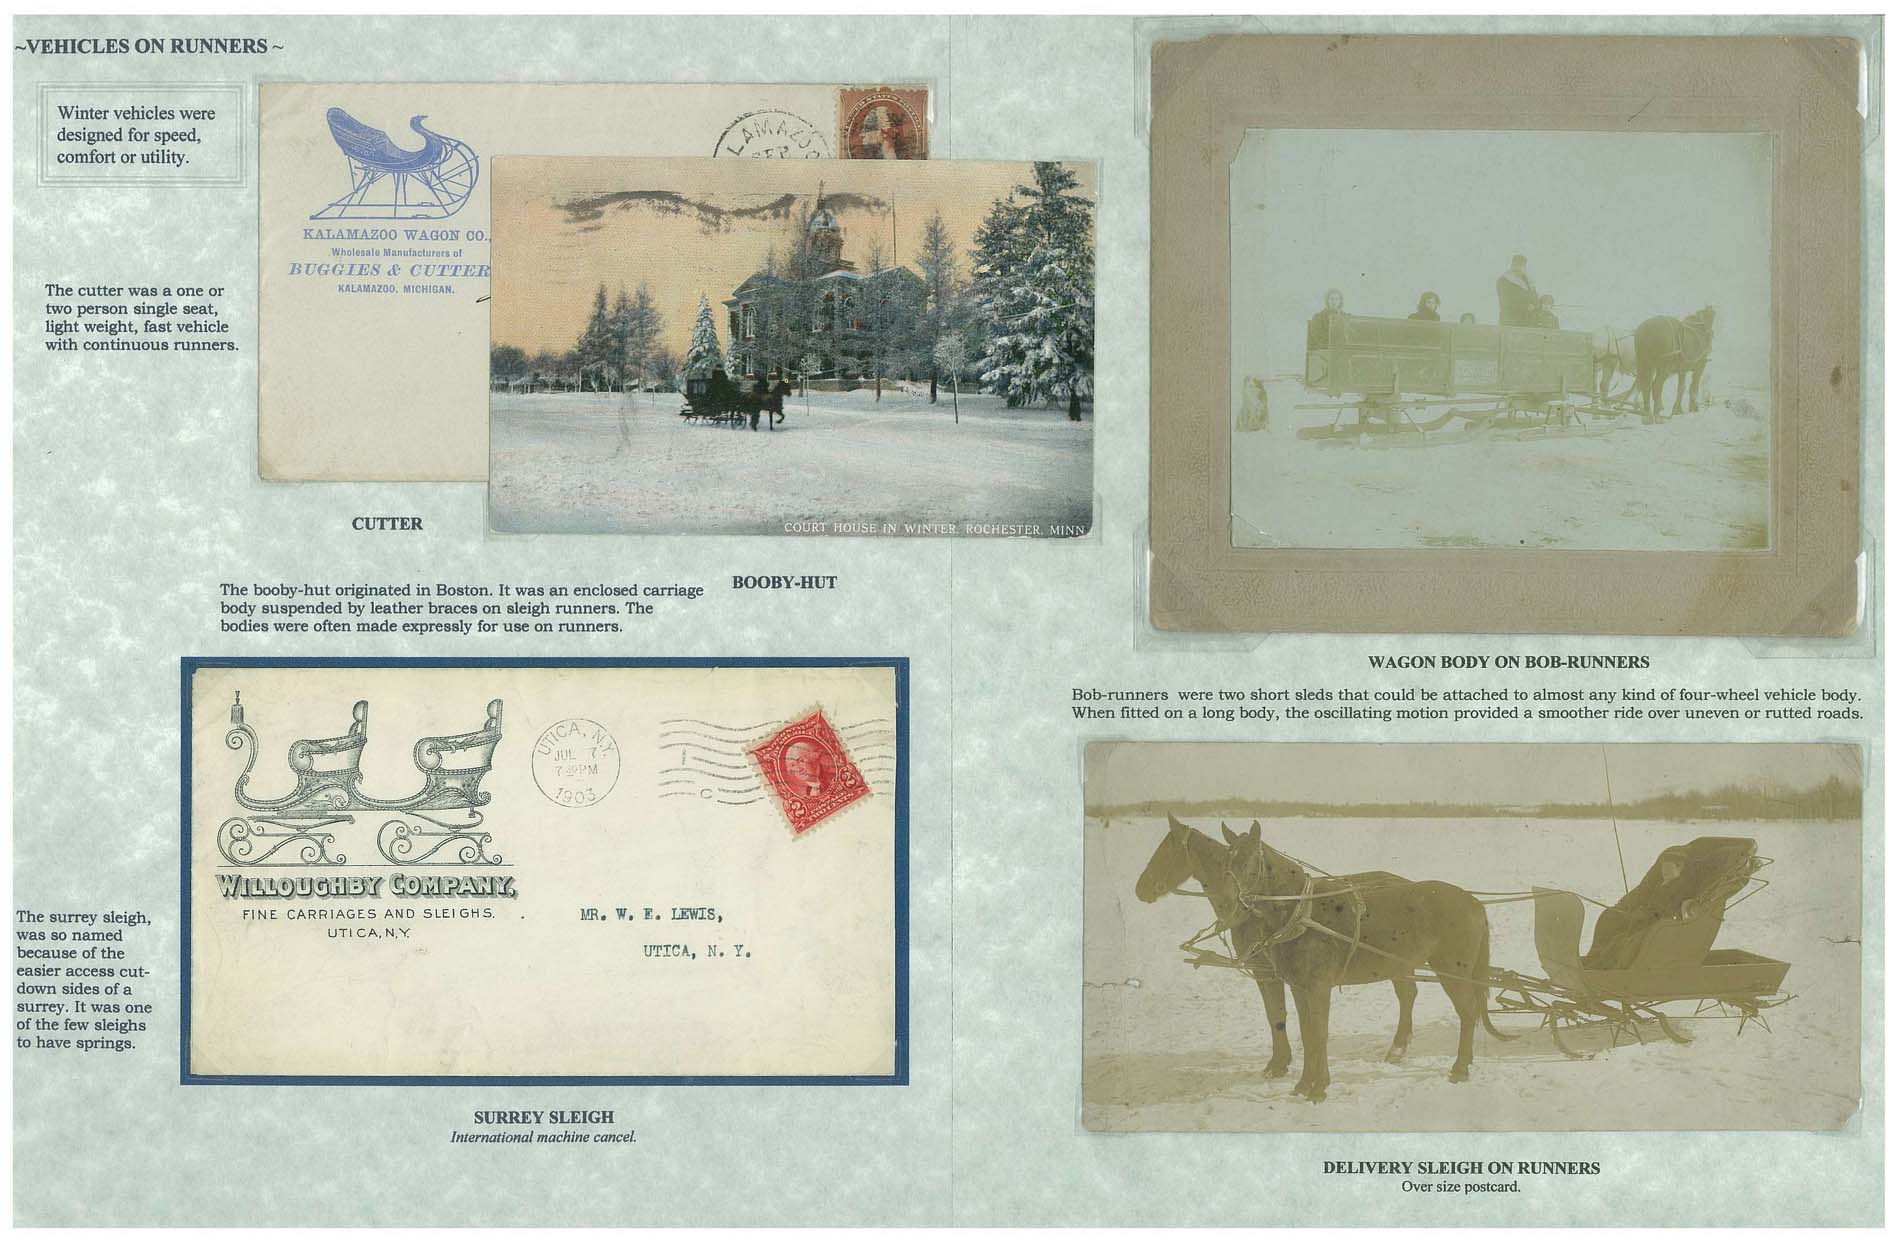 ~VEHICLES ON RUNNERS ~
Winter vehicles were
designed for speed,
comfort or utility.
KALAMAZOO WAGON CO.,
Wholesale Manufacturers of
BUGGIES & CUTTER
KALAMAZOO, MICHIGAN.
LAMAZOO
SEP
The cutter was a one or
two person single seat,
light weight, fast vehicle
with continuous runners.
COURT HOUSE IN WINTER, ROCHESTER, MINN
CUTTER
BOOBY-HUT
The booby-hut originated in Boston. It was an enclosed carriage
body suspended by leather braces on sleigh runners. The
bodies were often made expressly for use on runners.
WILLOUGHBY COMPANY,
FINE CARRIAGES AND SLEIGHS.
UTICA, N.Y.
UTICA, N.Y.
JUL 7
7 30 PM
1903
C
2 2
MR. W. E. LEWIS,
UTICA, N. Y.
The surrey sleigh,
was so named
because of the
easier access cut-
down sides of a
surrey. It was one
of the few sleighs
to have springs.
SURREY SLEIGH
International machine cancel.
WAGON BODY ON BOB-RUNNERS
Bob-runners were two short sleds that could be attached to almost any kind of four-wheel vehicle body.
When fitted on a long body, the oscillating motion provided a smoother ride over uneven or rutted roads.
DELIVERY SLEIGH ON RUNNERS
Over size postcard.